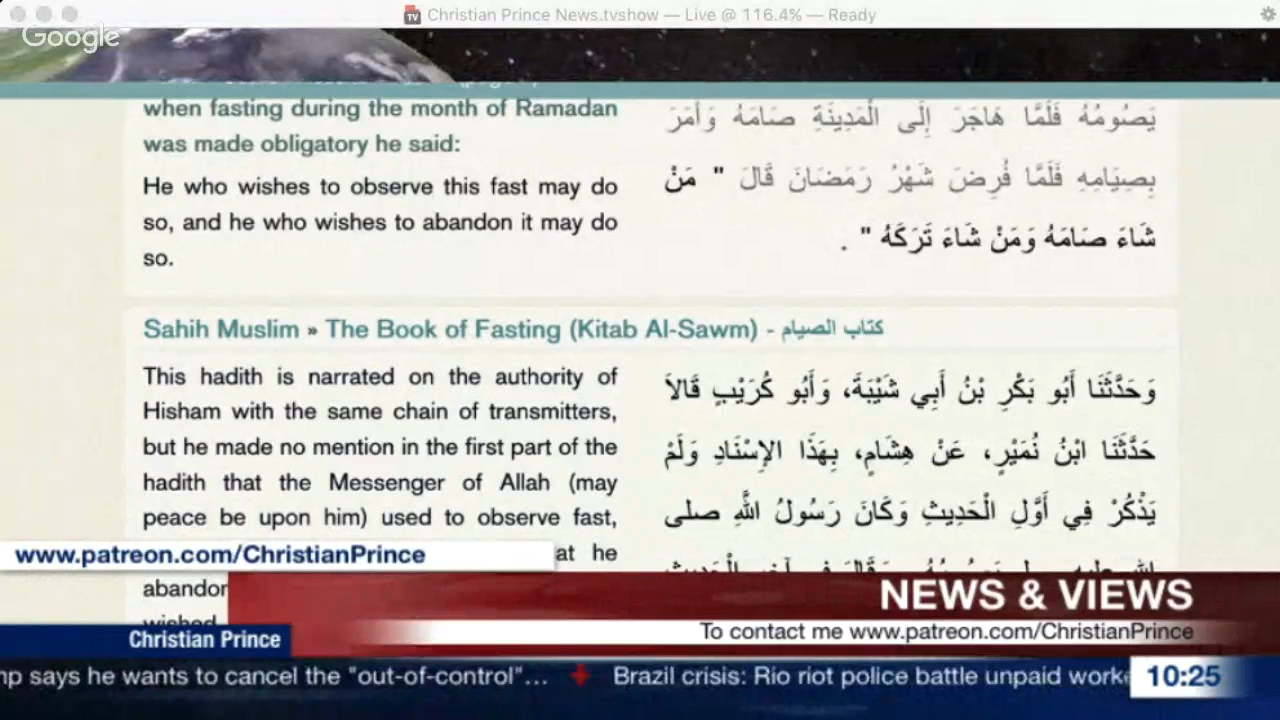 Christian Prince News.tvshow — Live @ 116.4% — Ready
Google
when fasting during the month of Ramadan
was made obligatory he said:
He who wishes to observe this fast may do
so, and he who wishes to abandon it may do
so.
يَصُومُهُ فَلَمَّا هَاجَرَ إِلَى الْمَدِينَةِ صَامَهُ وَأَمَرَ
بِصِيَامِهِ فَلَمَّا فُرِضَ شَهْرُ رَمَضَانَ قَالَ " مَنْ
شَاءَ صَامَهُ وَمَنْ شَاءَ تَرَكَهُ " .
Sahih Muslim » The Book of Fasting (Kitab Al-Sawm) - كتاب الصيام
This hadith is narrated on the authority of
Hisham with the same chain of transmitters,
but he made no mention in the first part of the
hadith that the Messenger of Allah (may
peace be upon him) used to observe fast,
at he
abandon
wished
وَحَدَّثَنَا أَبُو بَكْرِ بْنُ أَبِي شَيْبَةَ، وَأَبُو كُرَيْبٍ قَالاَ
حَدَّثَنَا ابْنُ نُمَيْرٍ، عَنْ هِشَامٍ، بِهَذَا الإِسْنَادِ وَلَمْ
يَذْكُرْ فِي أَوَّلِ الْحَدِيثِ وَكَانَ رَسُولُ اللَّهِ صلى
www.patreon.com/ChristianPrince
NEWS & VIEWS
To contact me www.patreon.com/ChristianPrince
Christian Prince
mp says he wants to cancel the "out-of-control"... Brazil crisis: Rio riot police battle unpaid worke
10:25